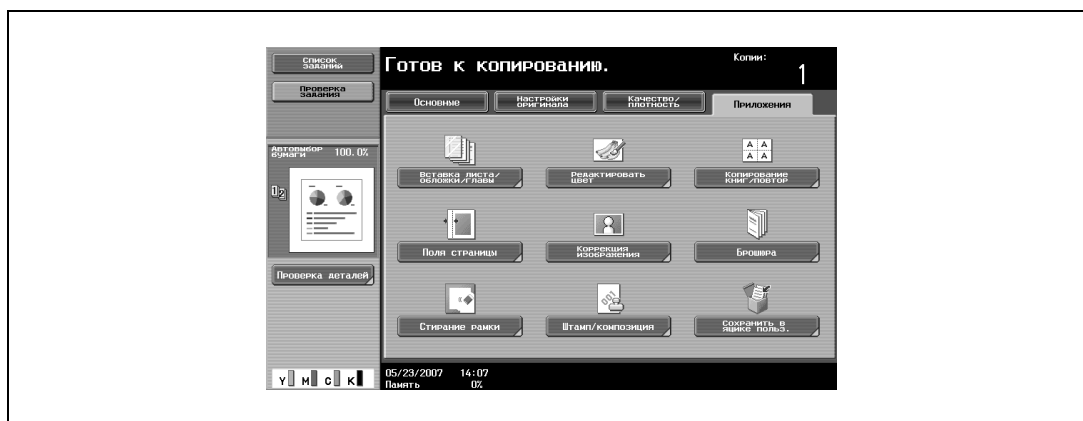 Список
заданий
Готов к копированию.
Копии:
1
Проверка
задания
Основные
Настройки
оригинала
Качество/
плотность
Приложения
Автовыбор
бумаги
100.0%
Вставка листа/
обложки/главы
Редактировать
цвет
A A
A A
Копирование
книг/повтор
12
Поля страницы
Коррекция
изображения
Брошюра
Проверка деталей
001
Стирание рамки
Штамп/композиция
Сохранить в
ящике польз.
Y M C K
05/23/2007 14:07
Память 0%